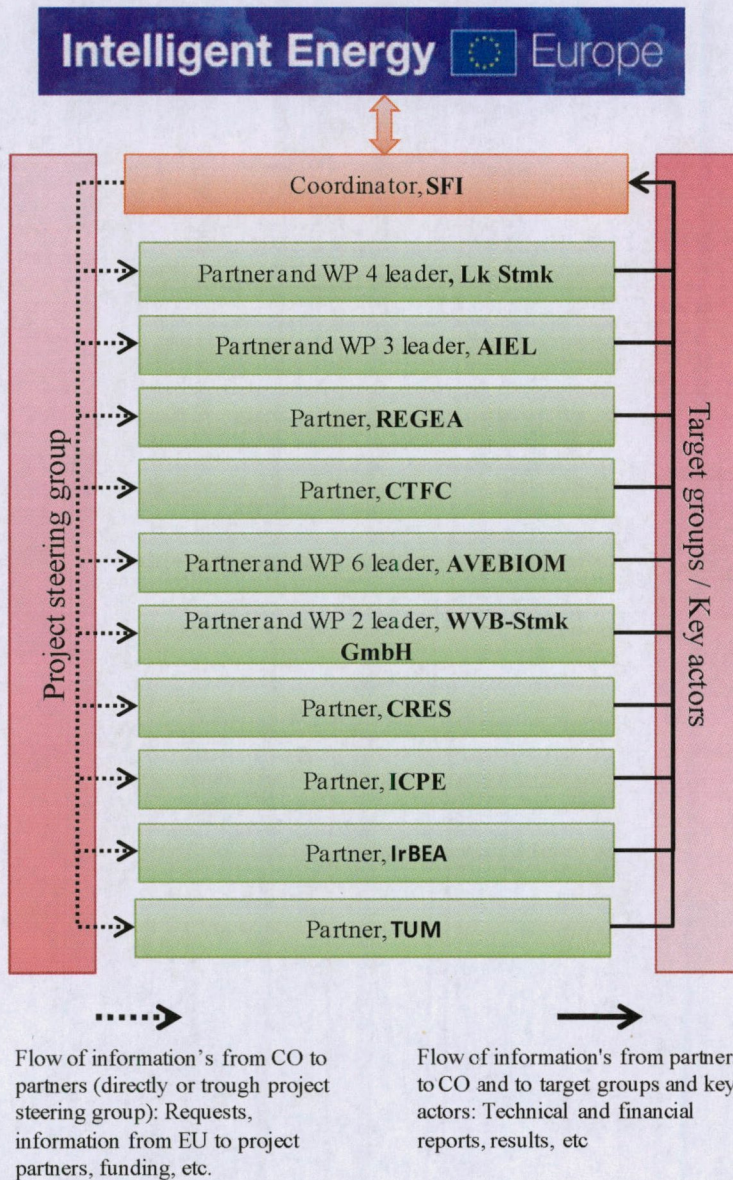 Intelligent Energy Europe
Coordinator, SFI
Partner and WP 4 leader, Lk Stmk
Partner and WP 3 leader, AIEL
Partner, REGEA
Partner, CTFC
Partner and WP 6 leader, AVEBIOM
Partner and WP 2 leader, WVB-Stmk
GmbH
Partner, CRES
Partner, ICPE
Partner, IrBEA
Partner, TUM
Project steering group
Target groups / Key actors
Flow of information's from CO to
partners (directly or trough project
steering group): Requests,
information from EU to project
partners, funding, etc.
Flow of information's from partner
to CO and to target groups and key
actors: Technical and financial
reports, results, etc